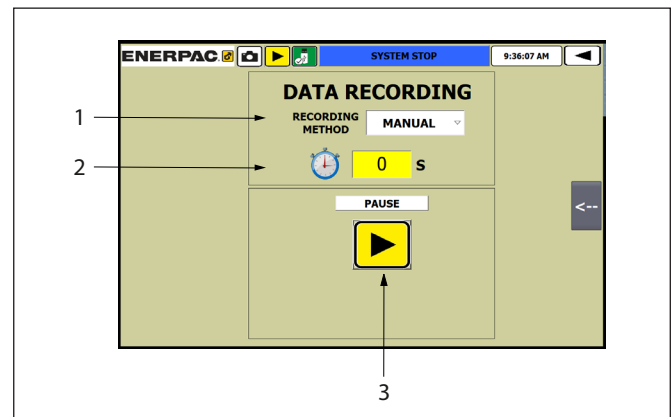 ENERPAC. SYSTEM STOP 9:36:07 AM
DATA RECORDING
1 RECORDING METHOD MANUAL
2 0 S
PAUSE
<--
3